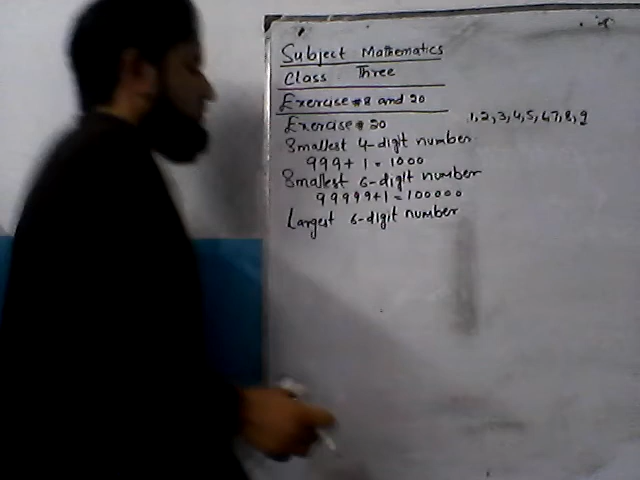 Subject Mathematics
Class Three
Exercise # 8 and 20
Exercise # 20
1,2,3,4,5,6,7,8,9
Smallest 4-digit number
999+1=1000
Smallest 6-digit number
99999+1=100000
Largest 6-digit number